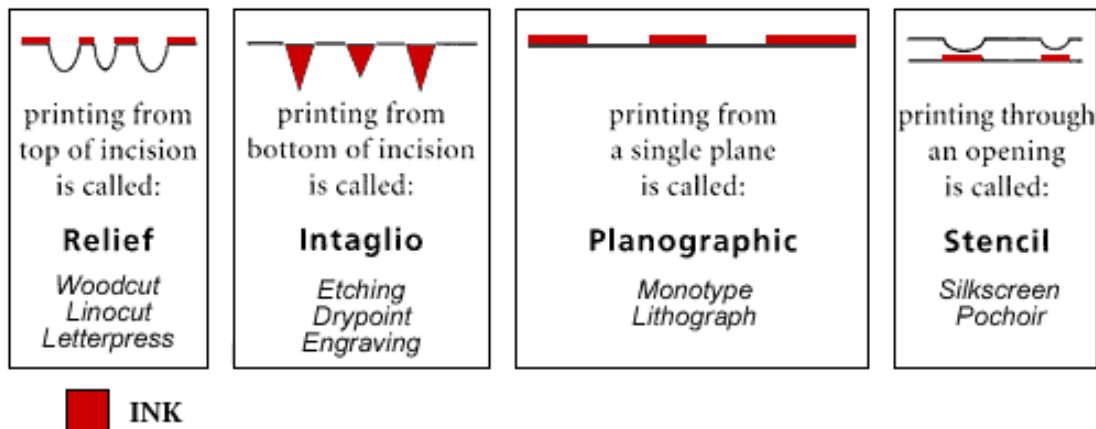 printing from
top of incision
is called:
Relief
Woodcut
Linocut
Letterpress
printing from
bottom of incision
is called:
Intaglio
Etching
Drypoint
Engraving
printing from
a single plane
is called:
Planographic
Monotype
Lithograph
printing through
an opening
is called:
Stencil
Silkscreen
Pochoir
INK